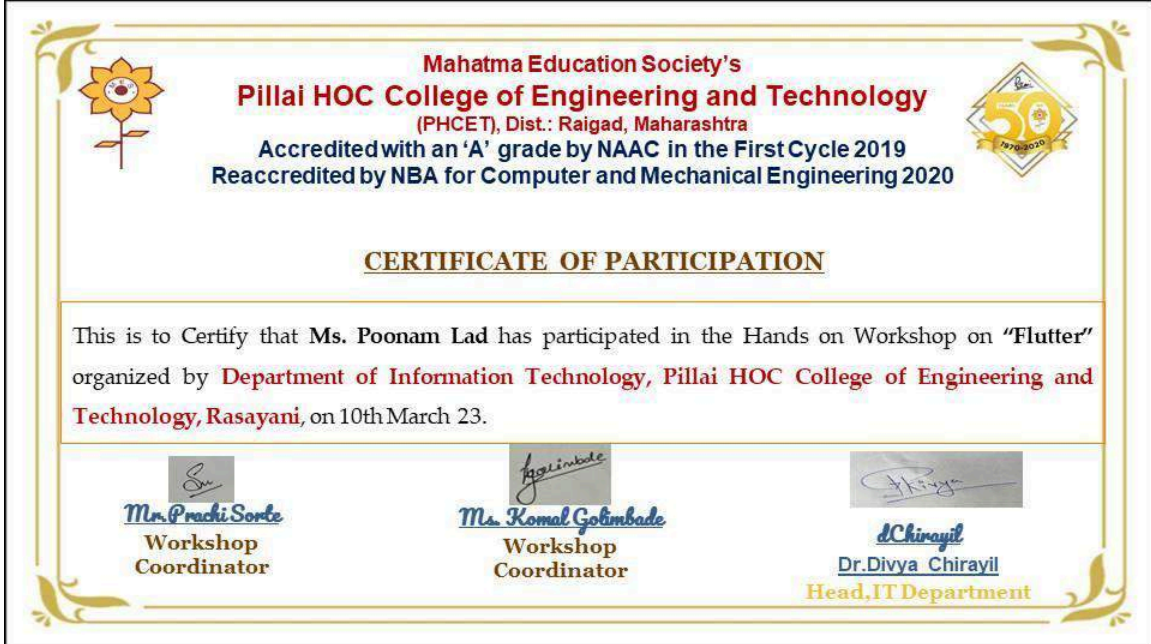 Mahatma Education Society's
Pillai HOC College of Engineering and Technology
(PHCET), Dist.: Raigad, Maharashtra
Accredited with an 'A' grade by NAAC in the First Cycle 2019
Reaccredited by NBA for Computer and Mechanical Engineering 2020
50
1970-2020
CERTIFICATE OF PARTICIPATION
This is to Certify that Ms. Poonam Lad has participated in the Hands on Workshop on “Flutter”
organized by Department of Information Technology, Pillai HOC College of Engineering and
Technology, Rasayani, on 10th March 23.
Mr. Prachi Sorte
Workshop
Coordinator
Kgolimbade
Ms. Komal Golimbade
Workshop
Coordinator
dChirayil
Dr.Divya Chirayil
Head,IT Department